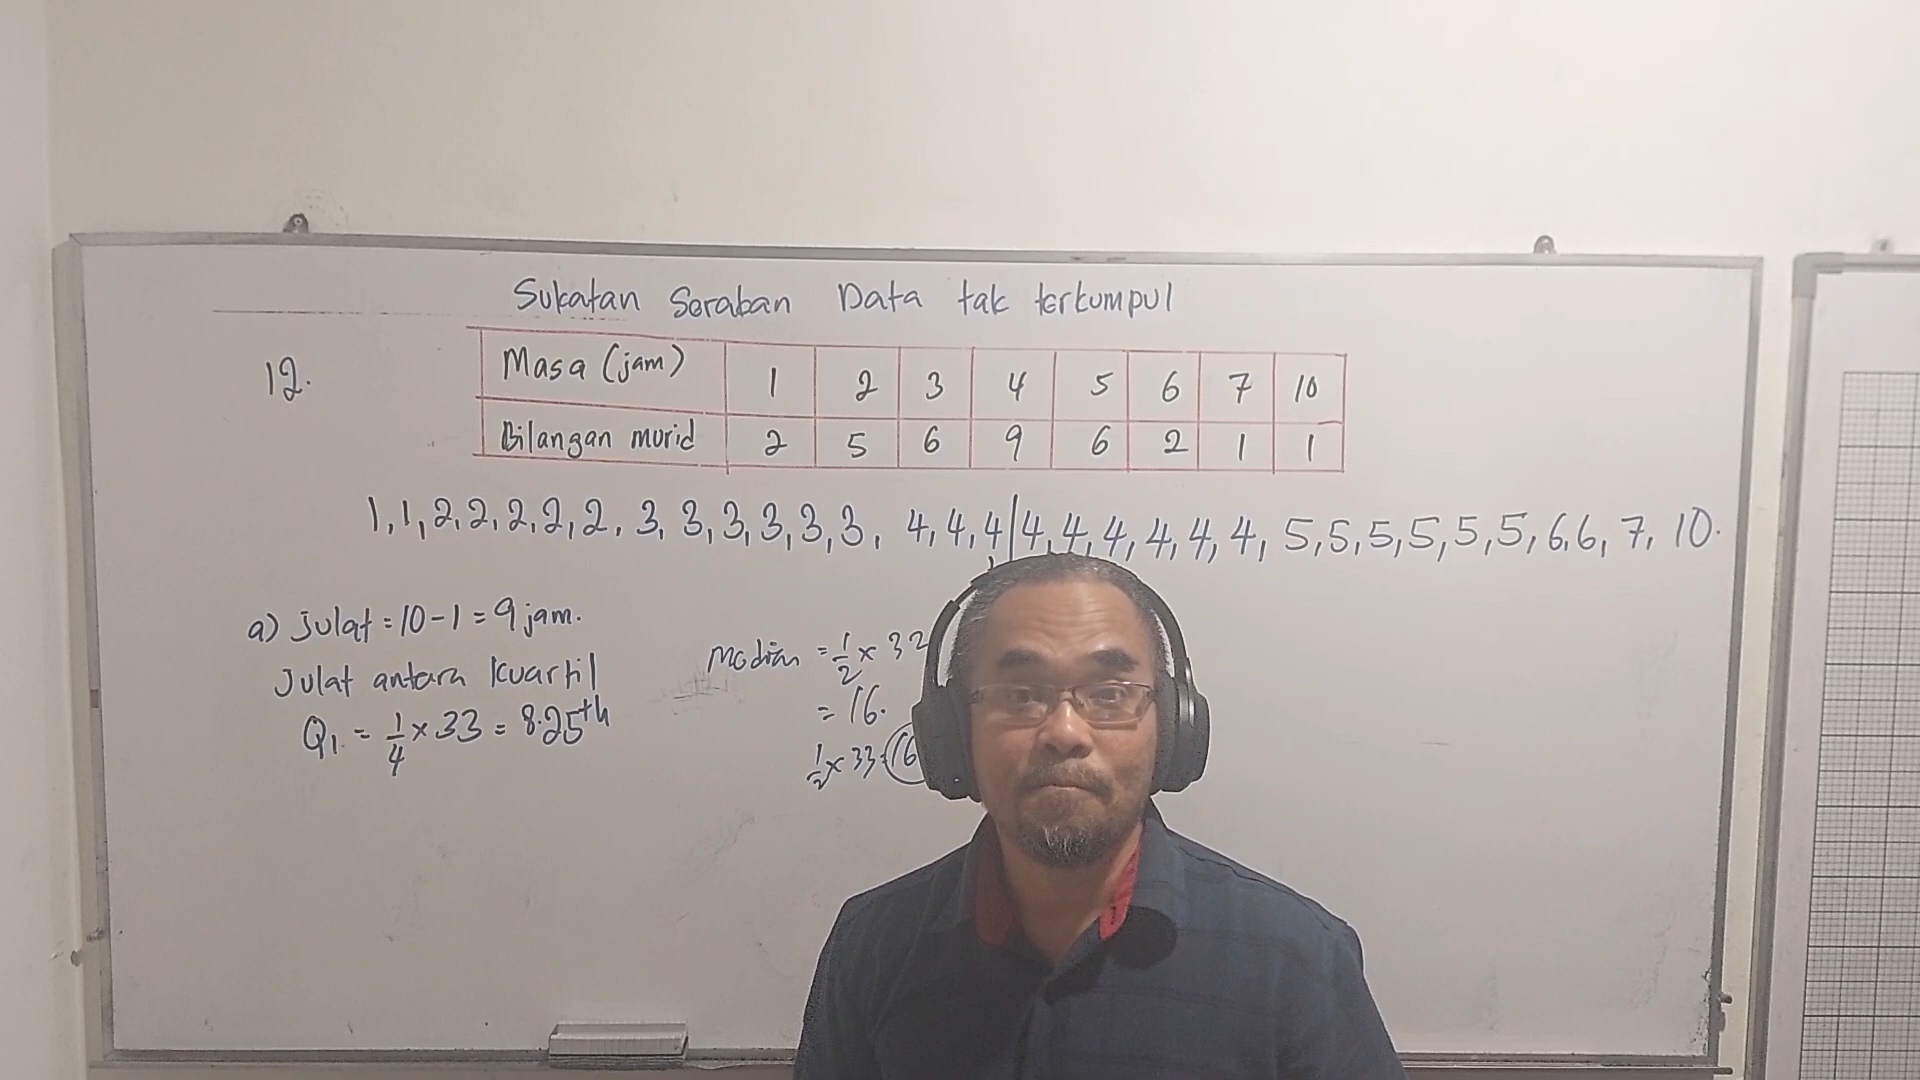 Sukatan Serakan Data tak terkumpul
12.
Masa (jam) 1 2 3 4 5 6 7 10
Bilangan murid 2 5 6 9 6 2 1 1
1,1,2,2,2,2,2,3,3,3,3,3,3,4,4,4|4,4,4,4,4,4,5,5,5,5,5,5,6,6,7,10.
a) Julat = 10 - 1 = 9 jam.
Julat antara kuartil
Q1. = 1/4 × 33 = 8.25th
Median = 1/2 × 32
= 16.
1/2 × 33 = 16